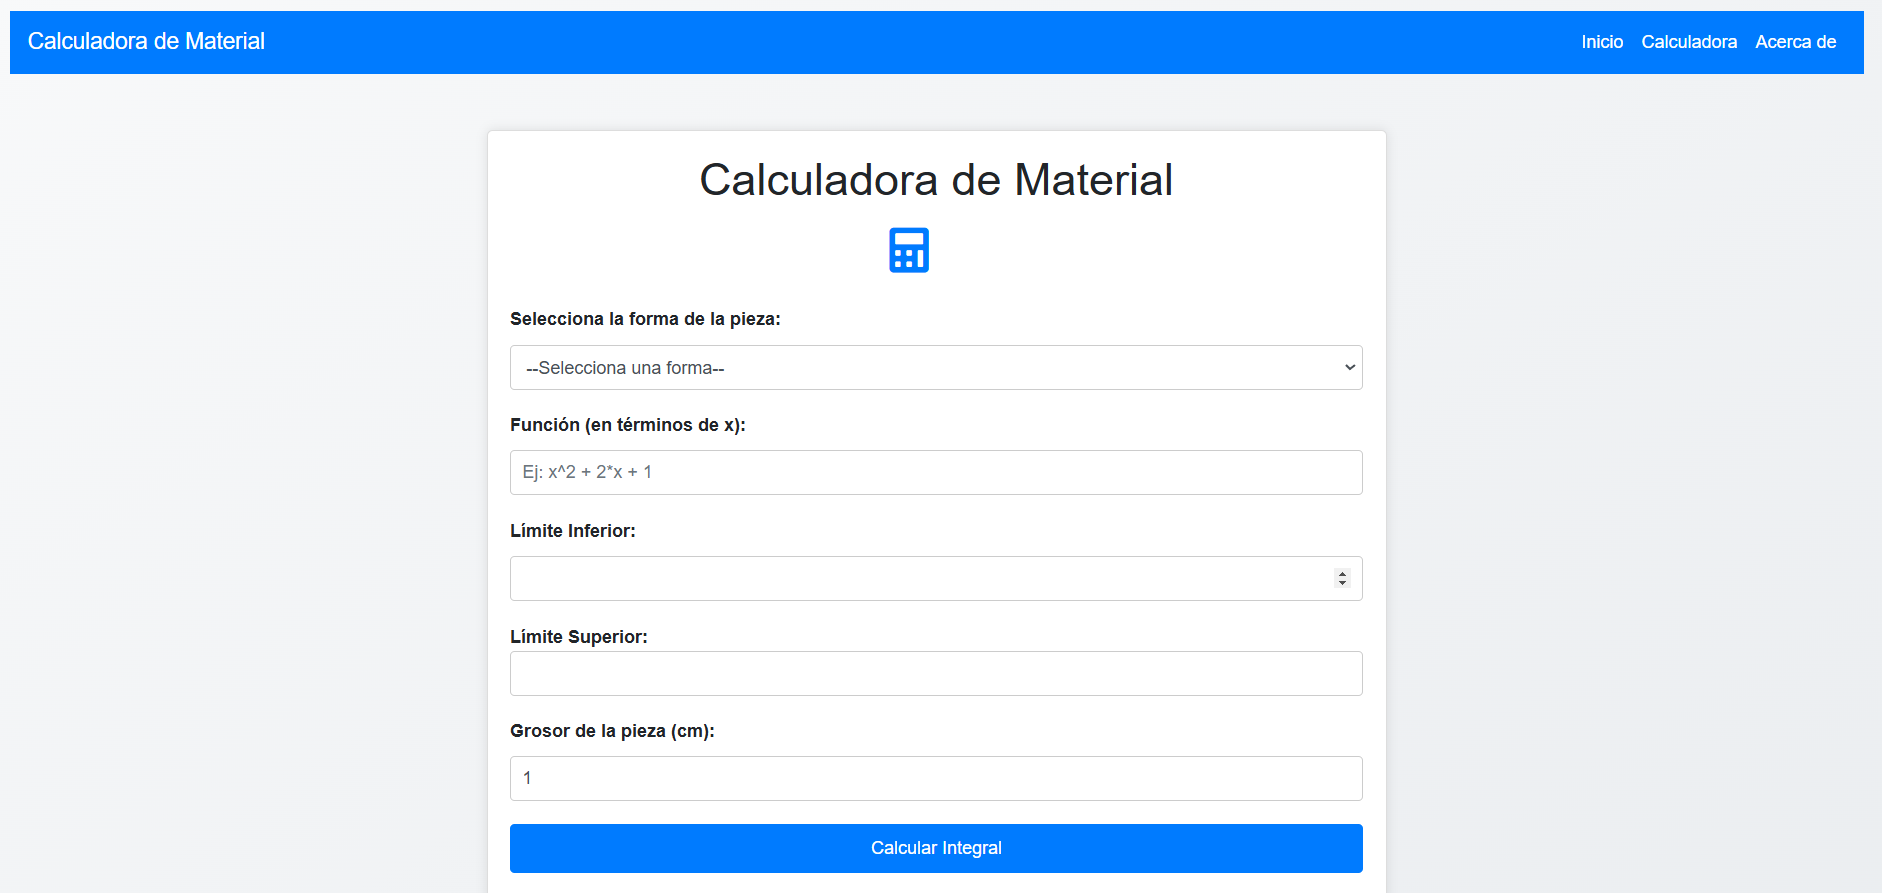 Calculadora de Material
Inicio Calculadora Acerca de
Calculadora de Material
Selecciona la forma de la pieza:
--Selecciona una forma--
Función (en términos de x):
Ej: x^2 + 2*x + 1
Límite Inferior:
Límite Superior:
Grosor de la pieza (cm):
1
Calcular Integral